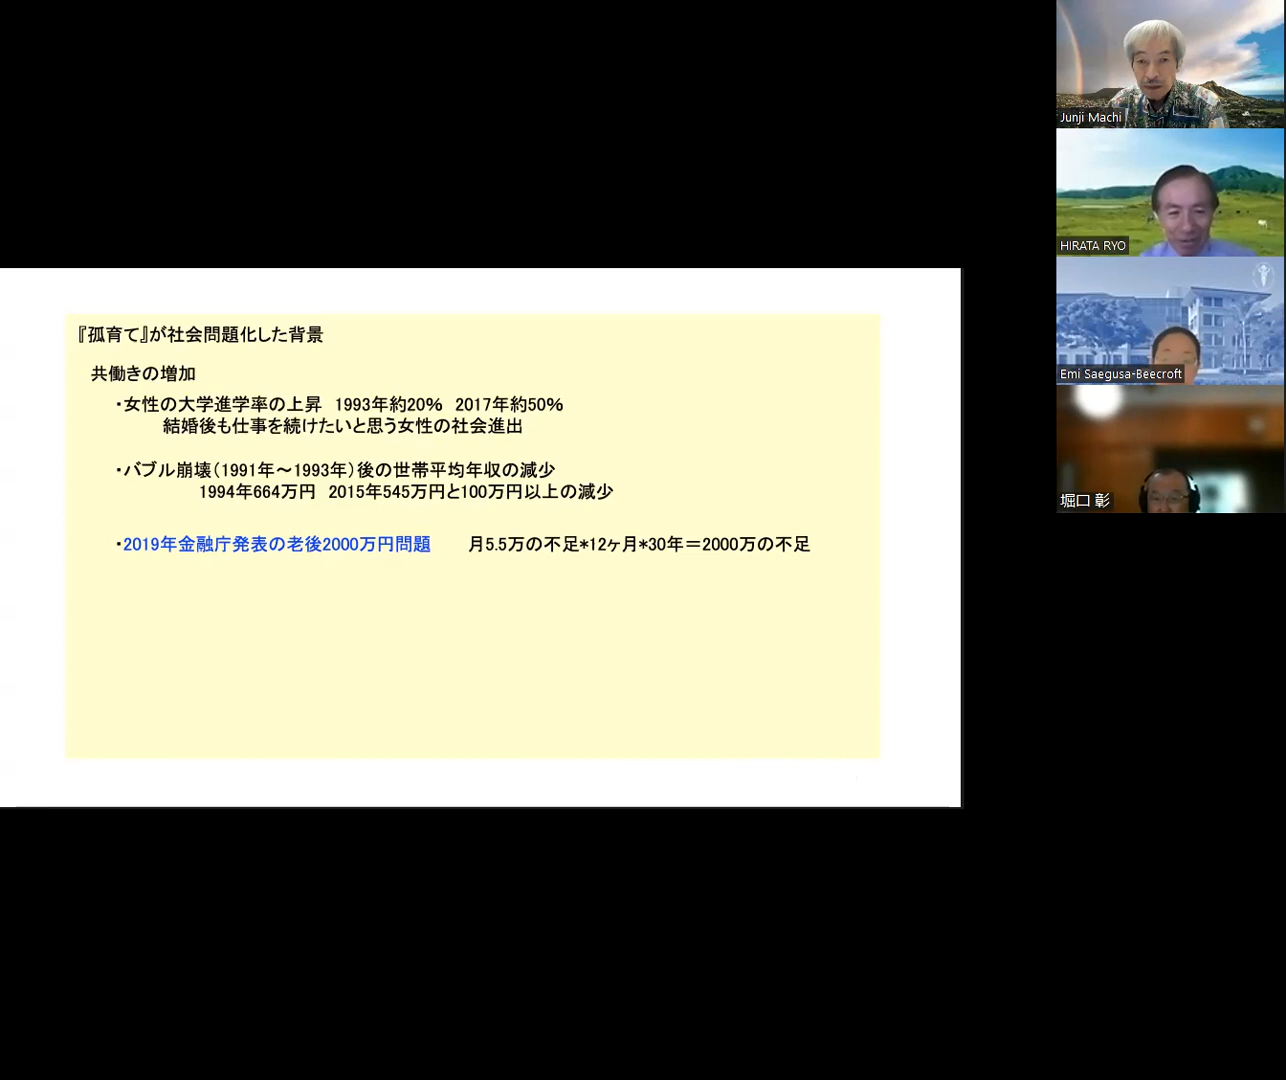 『孤育て』が社会問題化した背景
共働きの増加
・女性の大学進学率の上昇　1993年約20%　2017年約50%
結婚後も仕事を続けたいと思う女性の社会進出
・バブル崩壊（1991年～1993年）後の世帯平均年収の減少
1994年664万円　2015年545万円と100万円以上の減少
・2019年金融庁発表の老後2000万円問題　　月5.5万の不足*12ヶ月*30年＝2000万の不足
Junji Machi
HIRATA RYO
Emi Saegusa-Beecroft
堀口 彰